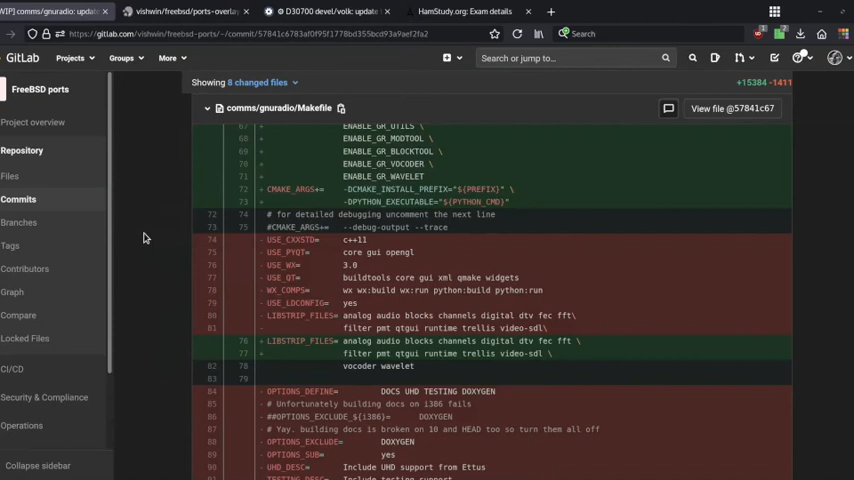 WIP] comms/gnuradio: updat
vishwin/freebsd/ports-overlay
D30700 devel/volk: update
HamStudy.org: Exam details
https://gitlab.com/vishwin/freebsd-ports/-/commit/57841c6783af0f95f1778bd355bcd93a9aef2fa2
Search
GitLab
Projects
Groups
More
Search or jump to...
FreeBSD ports
Project overview
Repository
Files
Commits
Branches
Tags
Contributors
Graph
Compare
Locked Files
CI/CD
Security & Compliance
Operations
Collapse sidebar
Showing 8 changed files
+15384 -1411
comms/gnuradio/Makefile
View file @57841c67
67 + ENABLE_GR_UTILS \
68 + ENABLE_GR_MODTOOL \
69 + ENABLE_GR_BLOCKTOOL \
70 + ENABLE_GR_VOCODER \
71 + ENABLE_GR_WAVELET
72 + CMAKE_ARGS+= -DCMAKE_INSTALL_PREFIX="${PREFIX}" \
73 + -DPYTHON_EXECUTABLE="${PYTHON_CMD}"
72 74 # for detailed debugging uncomment the next line
73 75 #CMAKE_ARGS+= --debug-output --trace
74 - USE_CXXSTD= c++11
75 - USE_PYQT= core gui opengl
76 - USE_WX= 3.0
77 - USE_QT= buildtools core gui xml qmake widgets
78 - WX_COMPS= wx wx:build wx:run python:build python:run
79 - USE_LDCONFIG= yes
80 - LIBSTRIP_FILES= analog audio blocks channels digital dtv fec fft\
81 - filter pmt qtgui runtime trellis video-sdl\
76 + LIBSTRIP_FILES= analog audio blocks channels digital dtv fec fft \
77 + filter pmt qtgui runtime trellis video-sdl \
82 78 vocoder wavelet
83 79
84 - OPTIONS_DEFINE= DOCS UHD TESTING DOXYGEN
85 - # Unfortunately building docs on i386 fails
86 - ##OPTIONS_EXCLUDE_${i386}= DOXYGEN
87 - # Yay. building docs is broken on 10 and HEAD too so turn them all off
88 - OPTIONS_EXCLUDE= DOXYGEN
89 - OPTIONS_SUB= yes
90 - UHD_DESC= Include UHD support from Ettus
91 - TESTING_DESC= Include testing support